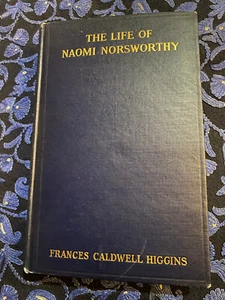 THE LIFE OF
NAOMI NORSWORTHY
FRANCES CALDWELL HIGGINS